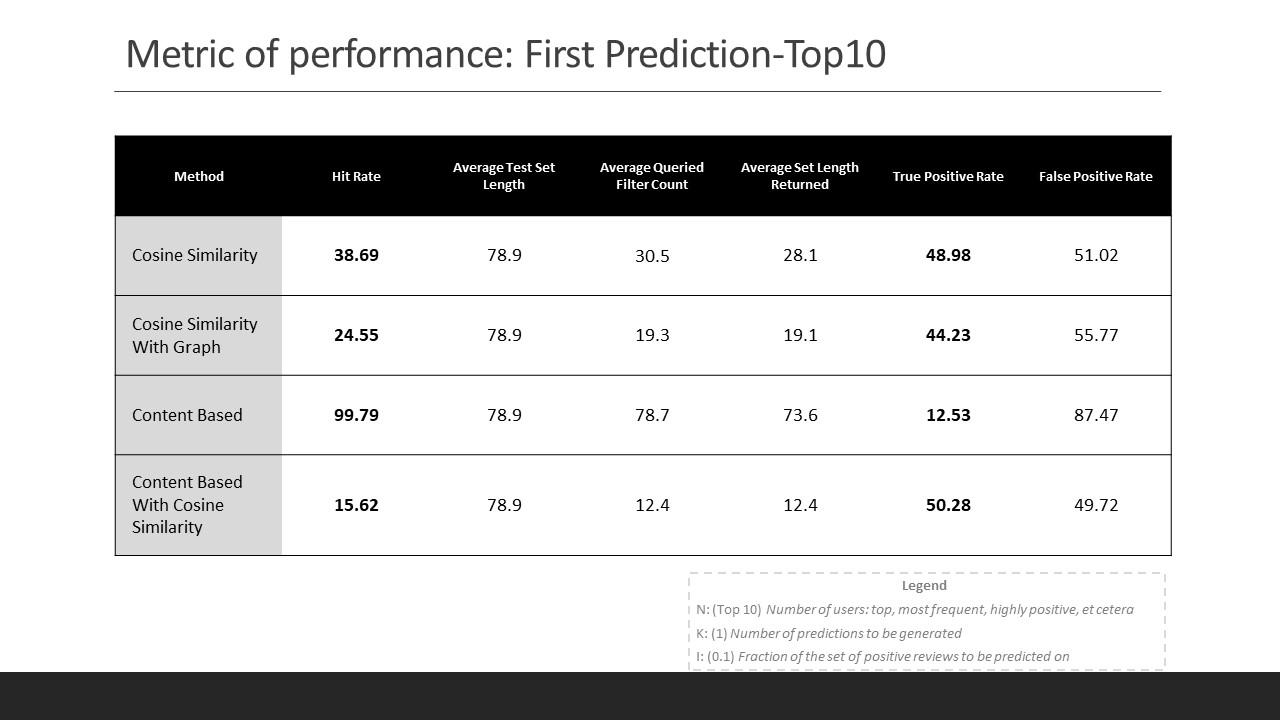 Metric of performance: First Prediction-Top10
Method Hit Rate Average Test Set Length Average Queried Filter Count Average Set Length Returned True Positive Rate False Positive Rate
Cosine Similarity 38.69 78.9 30.5 28.1 48.98 51.02
Cosine Similarity With Graph 24.55 78.9 19.3 19.1 44.23 55.77
Content Based 99.79 78.9 78.7 73.6 12.53 87.47
Content Based With Cosine Similarity 15.62 78.9 12.4 12.4 50.28 49.72
Legend
N: (Top 10) Number of users: top, most frequent, highly positive, et cetera
K: (1) Number of predictions to be generated
I: (0.1) Fraction of the set of positive reviews to be predicted on